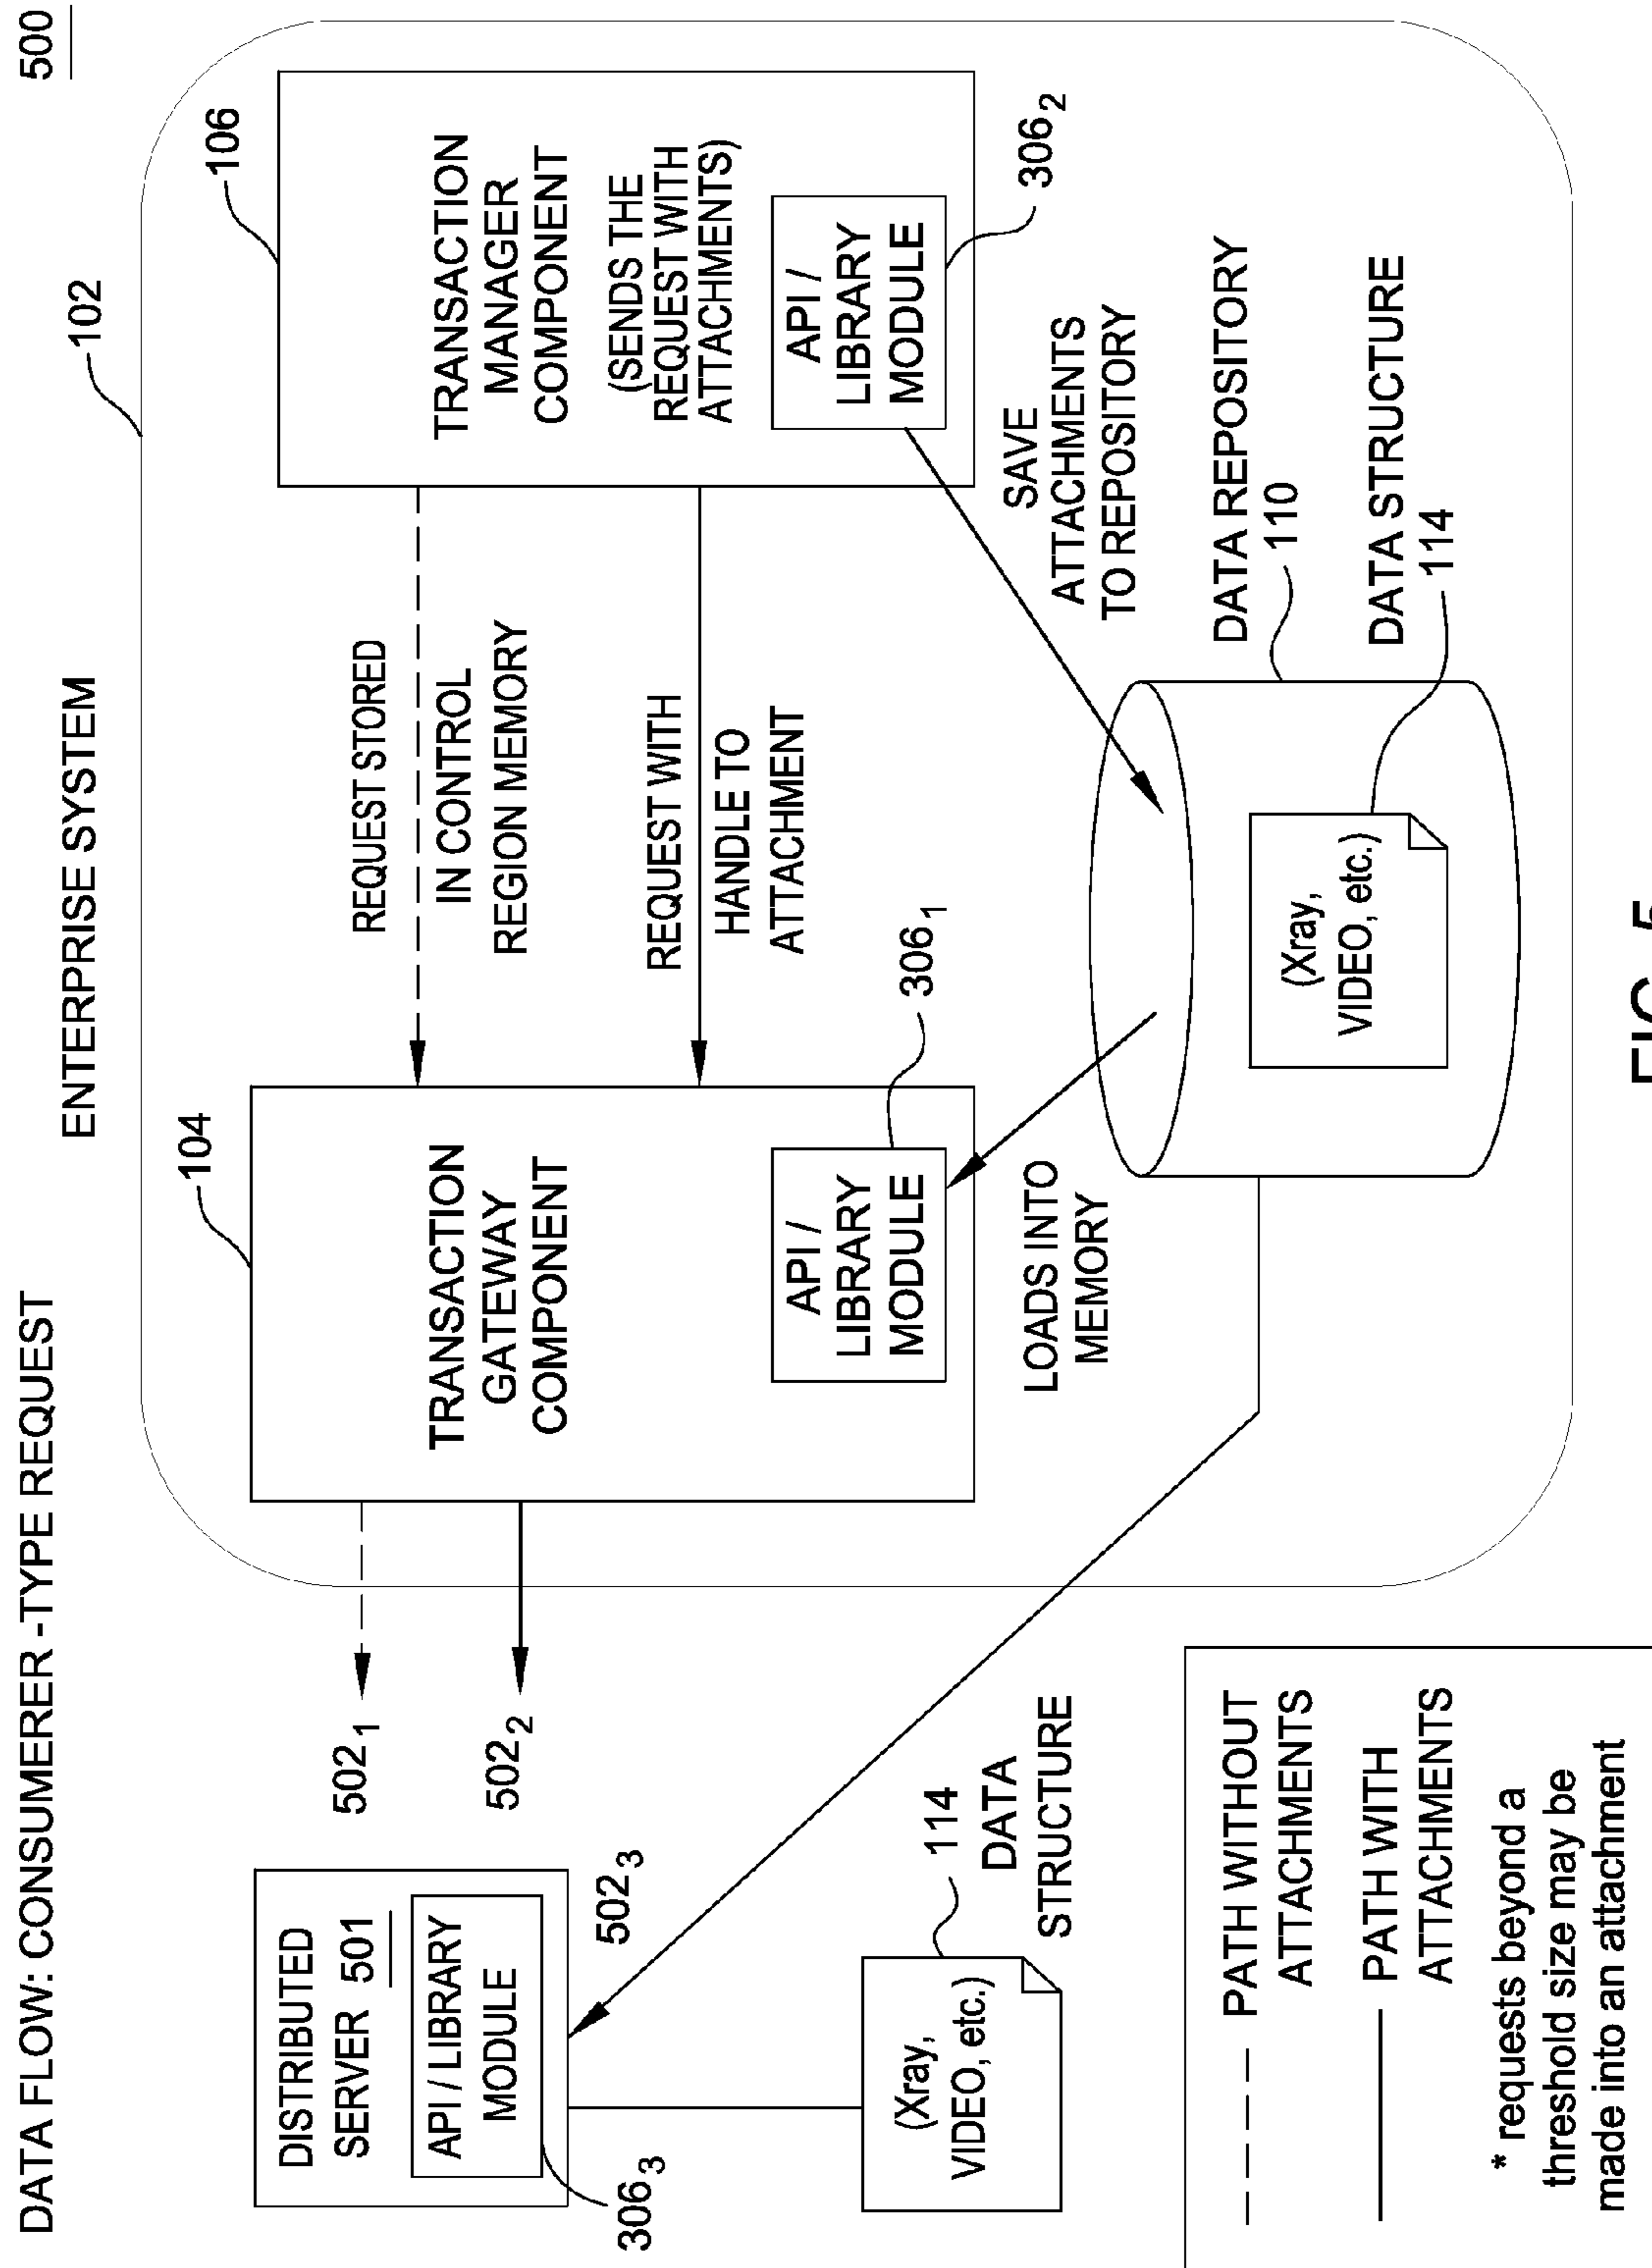 DATA FLOW: CONSUMERER -TYPE REQUEST
500
ENTERPRISE SYSTEM
102
DISTRIBUTED
SERVER 501
API / LIBRARY
MODULE
306₃
502₁
502₂
502₃
114
DATA
STRUCTURE
(Xray,
VIDEO, etc.)
104
TRANSACTION
GATEWAY
COMPONENT
API /
LIBRARY
MODULE
306₁
REQUEST STORED
IN CONTROL
REGION MEMORY
REQUEST WITH
HANDLE TO
ATTACHMENT
106
TRANSACTION
MANAGER
COMPONENT
(SENDS THE
REQUEST WITH
ATTACHMENTS)
API /
LIBRARY
MODULE
306₂
LOADS INTO
MEMORY
SAVE
ATTACHMENTS
TO REPOSITORY
DATA REPOSITORY
110
DATA STRUCTURE
114
(Xray,
VIDEO, etc.)
PATH WITHOUT
ATTACHMENTS
PATH WITH
ATTACHMENTS
* requests beyond a
threshold size may be
made into an attachment